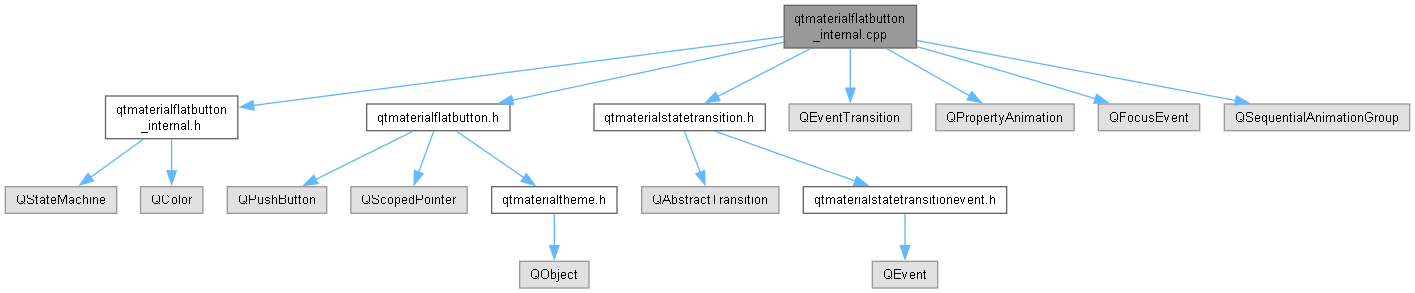 qtmaterialflatbutton
_internal.cpp
qtmaterialflatbutton
_internal.h
qtmaterialflatbutton.h
qtmaterialstatetransition.h
QEventTransition
QPropertyAnimation
QFocusEvent
QSequentialAnimationGroup
QStateMachine
QColor
QPushButton
QScopedPointer
qtmaterialtheme.h
QAbstractTransition
qtmaterialstatetransitionevent.h
QObject
QEvent